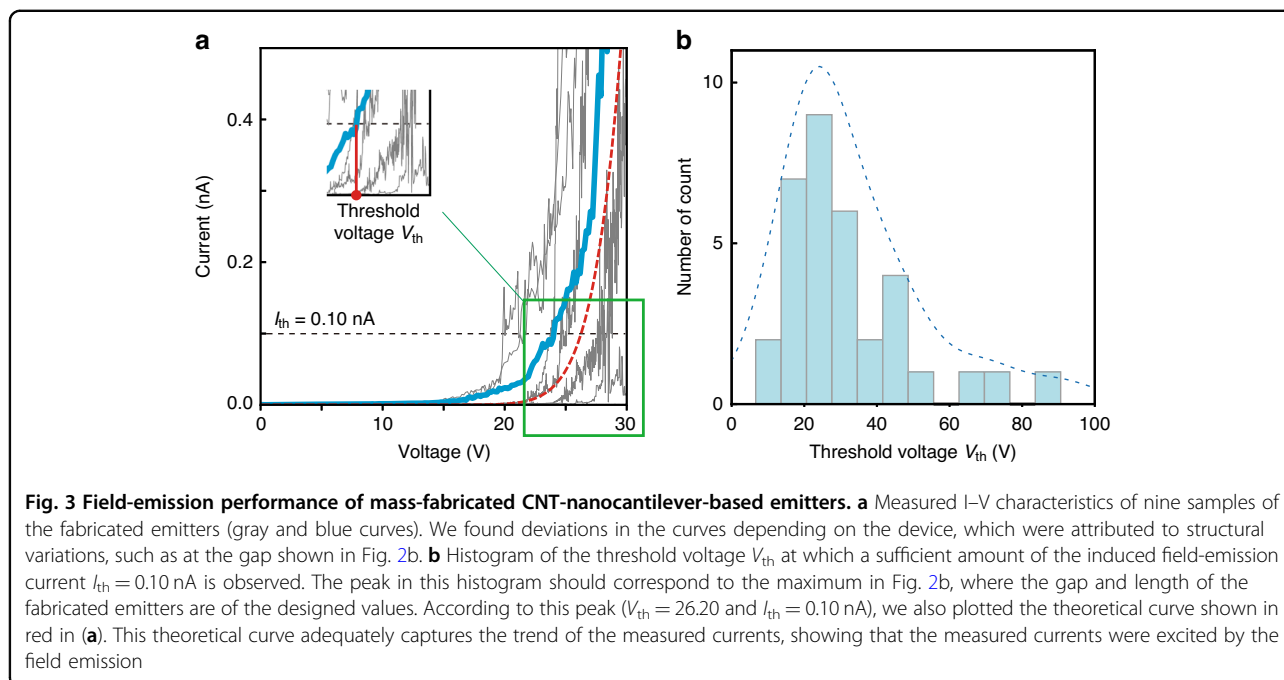 a
0.4
0.2
0.0
Current (nA)
Threshold
voltage Vth
Ith = 0.10 nA
0
10
20
30
Voltage (V)
b
10
5
0
Number of count
0
20
40
60
80
100
Threshold voltage Vth (V)
Fig. 3 Field-emission performance of mass-fabricated CNT-nanocantilever-based emitters. a Measured I–V characteristics of nine samples of
the fabricated emitters (gray and blue curves). We found deviations in the curves depending on the device, which were attributed to structural
variations, such as at the gap shown in Fig. 2b. b Histogram of the threshold voltage Vth at which a sufficient amount of the induced field-emission
current Ith = 0.10 nA is observed. The peak in this histogram should correspond to the maximum in Fig. 2b, where the gap and length of the
fabricated emitters are of the designed values. According to this peak (Vth = 26.20 and Ith = 0.10 nA), we also plotted the theoretical curve shown in
red in (a). This theoretical curve adequately captures the trend of the measured currents, showing that the measured currents were excited by the
field emission